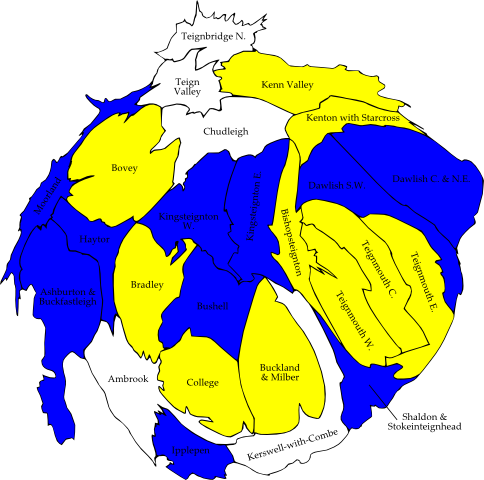 Teignbridge N.
Teign
Valley
Kenn Valley
Kenton with Starcross
Chudleigh
Bovey
Moorland
Kingsteignton
W.
Kingsteignton E.
Dawlish S.W.
Dawlish C. & N.E.
Haytor
Bishopsteignton
Teignmouth C.
Teignmouth E.
Teignmouth W.
Ashburton &
Buckfastleigh
Bradley
Bushell
Ambrook
College
Buckland
& Milber
Shaldon &
Stokeinteignhead
Kerswell-with-Combe
Ipplepen